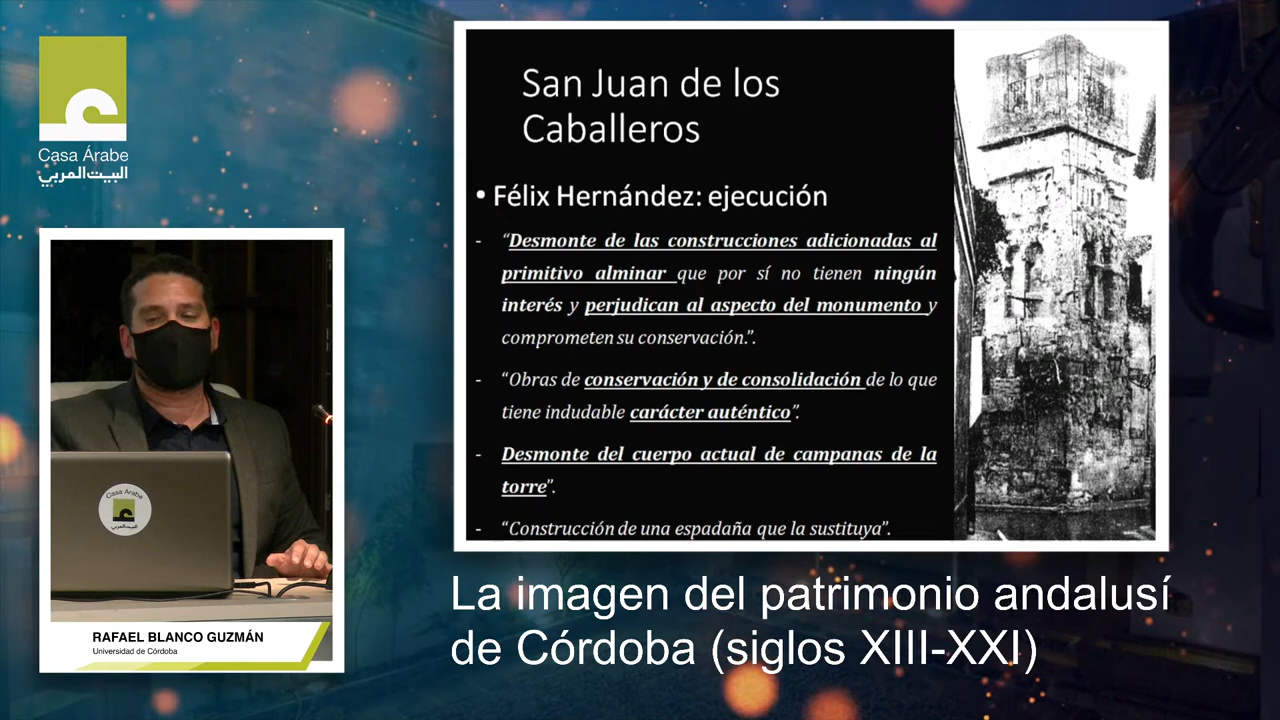 Casa Árabe
البيت العربي
San Juan de los
Caballeros
• Félix Hernández: ejecución
- “Desmonte de las construcciones adicionadas al
primitivo alminar que por sí no tienen ningún
interés y perjudican al aspecto del monumento y
comprometen su conservación.”.
- “Obras de conservación y de consolidación de lo que
tiene indudable carácter auténtico”.
- Desmonte del cuerpo actual de campanas de la
torre”.
- “Construcción de una espadaña que la sustituya”.
Casa Árabe
البيت العربي
RAFAEL BLANCO GUZMÁN
Universidad de Córdoba
La imagen del patrimonio andalusí
de Córdoba (siglos XIII-XXI)